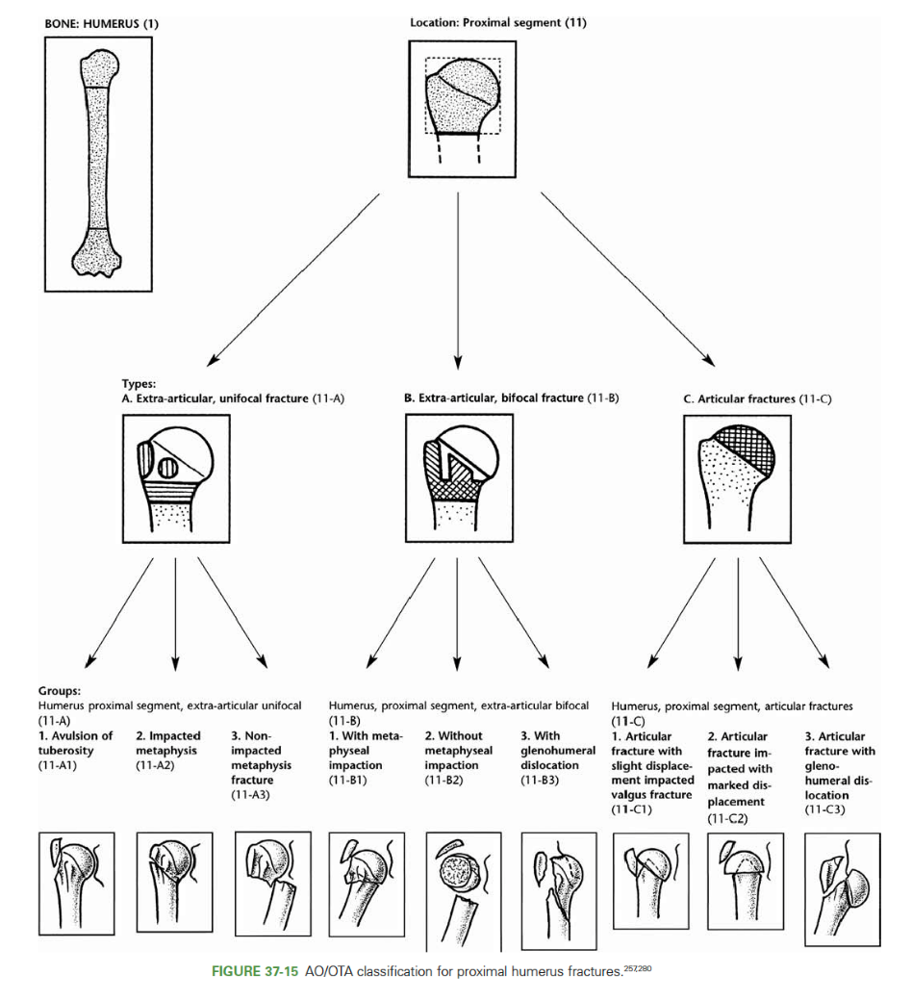 BONE: HUMERUS (1)
Location: Proximal segment (11)
Types:
A. Extra-articular, unifocal fracture (11-A)
B. Extra-articular, bifocal fracture (11-B)
C. Articular fractures (11-C)
Groups:
Humerus proximal segment, extra-articular unifocal
(11-A)
1. Avulsion of
tuberosity
(11-A1)
2. Impacted
metaphysis
(11-A2)
3. Non-
impacted
metaphysis
fracture
(11-A3)
Humerus, proximal segment, extra-articular bifocal
(11-B)
1. With meta-
physeal
impaction
(11-B1)
2. Without
metaphyseal
impaction
(11-B2)
3. With
glenohumeral
dislocation
(11-B3)
Humerus, proximal segment, articular fractures
(11-C)
1. Articular
fracture with
slight displace-
ment impacted
valgus fracture
(11-C1)
2. Articular
fracture im-
pacted with
marked dis-
placement
(11-C2)
3. Articular
fracture with
gleno-
humeral dis-
location
(11-C3)
FIGURE 37-15 AO/OTA classification for proximal humerus fractures.257,280